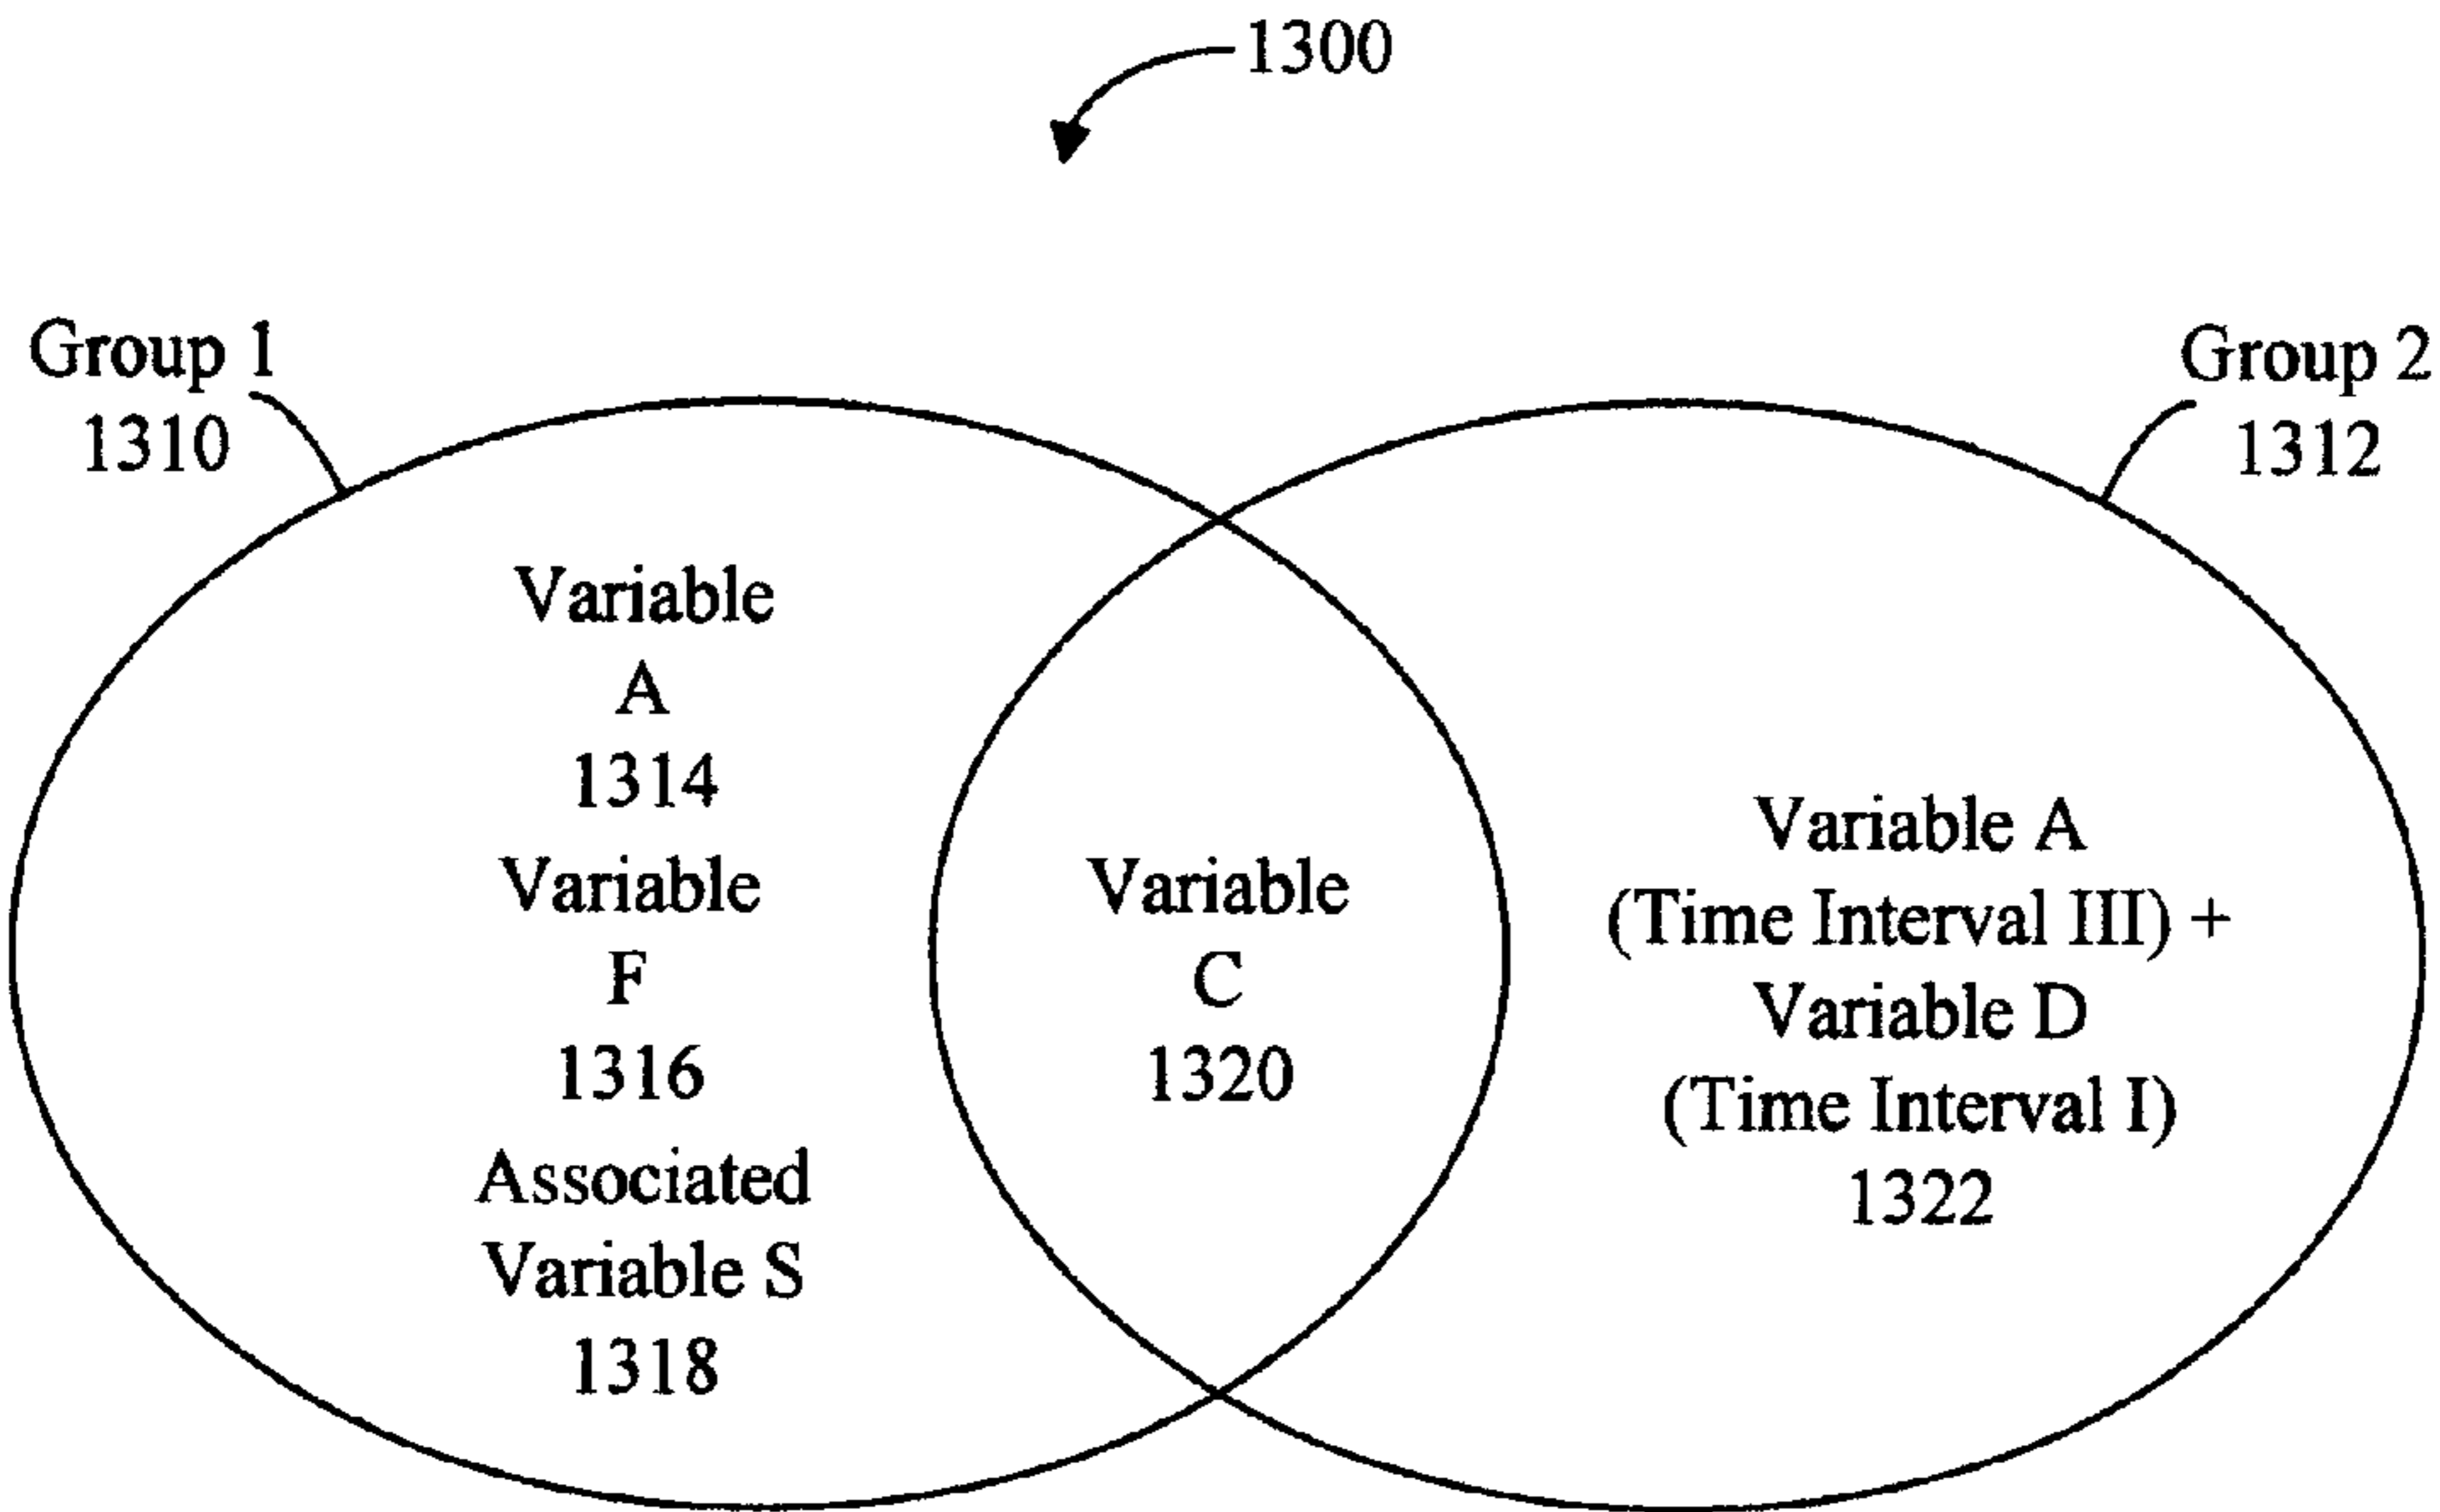 1300
Group 1
1310
Group 2
1312
Variable
A
1314
Variable
F
1316
Associated
Variable S
1318
Variable
C
1320
Variable A
(Time Interval III) +
Variable D
(Time Interval I)
1322